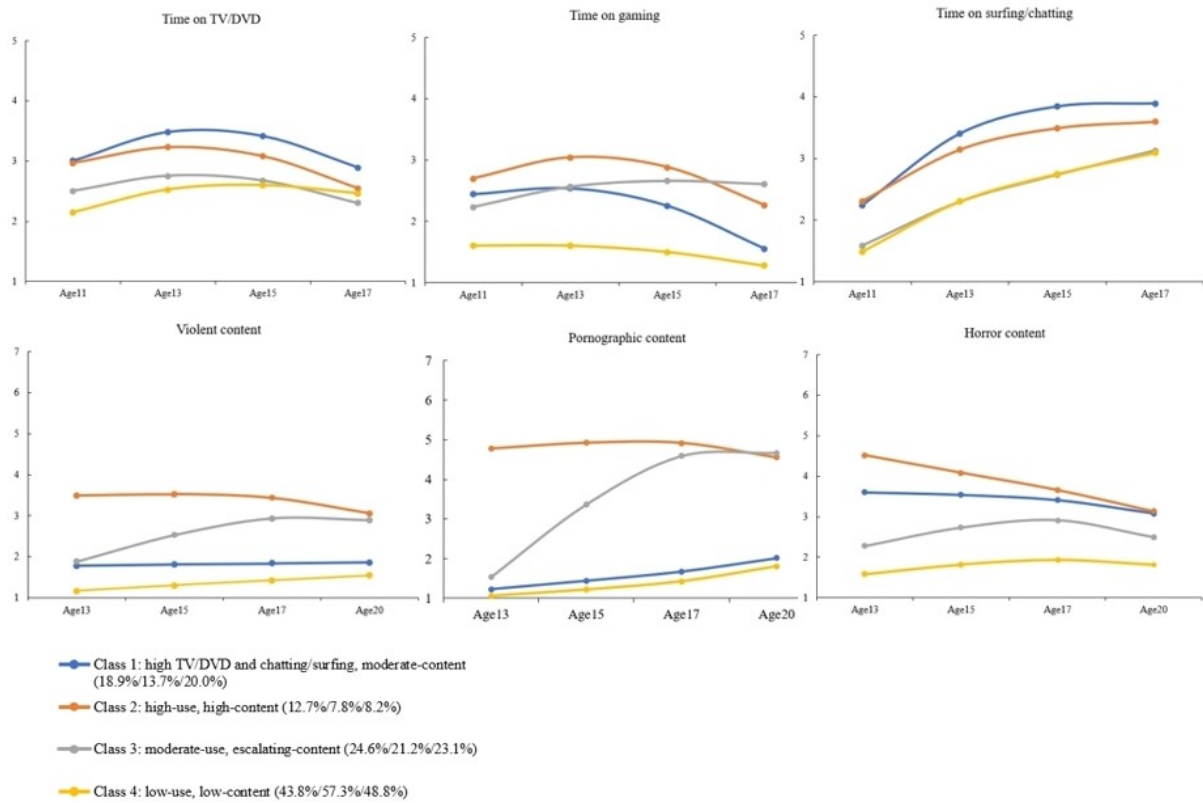 Time on TV/DVD
5
4
3
2
1
Age11 Age13 Age15 Age17
Time on gaming
5
4
3
2
1
Age11 Age13 Age15 Age17
Time on surfing/chatting
5
4
3
2
1
Age11 Age13 Age15 Age17
Violent content
7
6
5
4
3
2
1
Age13 Age15 Age17 Age20
Pornographic content
7
6
5
4
3
2
1
Age13 Age15 Age17 Age20
Horror content
7
6
5
4
3
2
1
Age13 Age15 Age17 Age20
Class 1: high TV/DVD and chatting/surfing, moderate-content
(18.9%/13.7%/20.0%)
Class 2: high-use, high-content (12.7%/7.8%/8.2%)
Class 3: moderate-use, escalating-content (24.6%/21.2%/23.1%)
Class 4: low-use, low-content (43.8%/57.3%/48.8%)